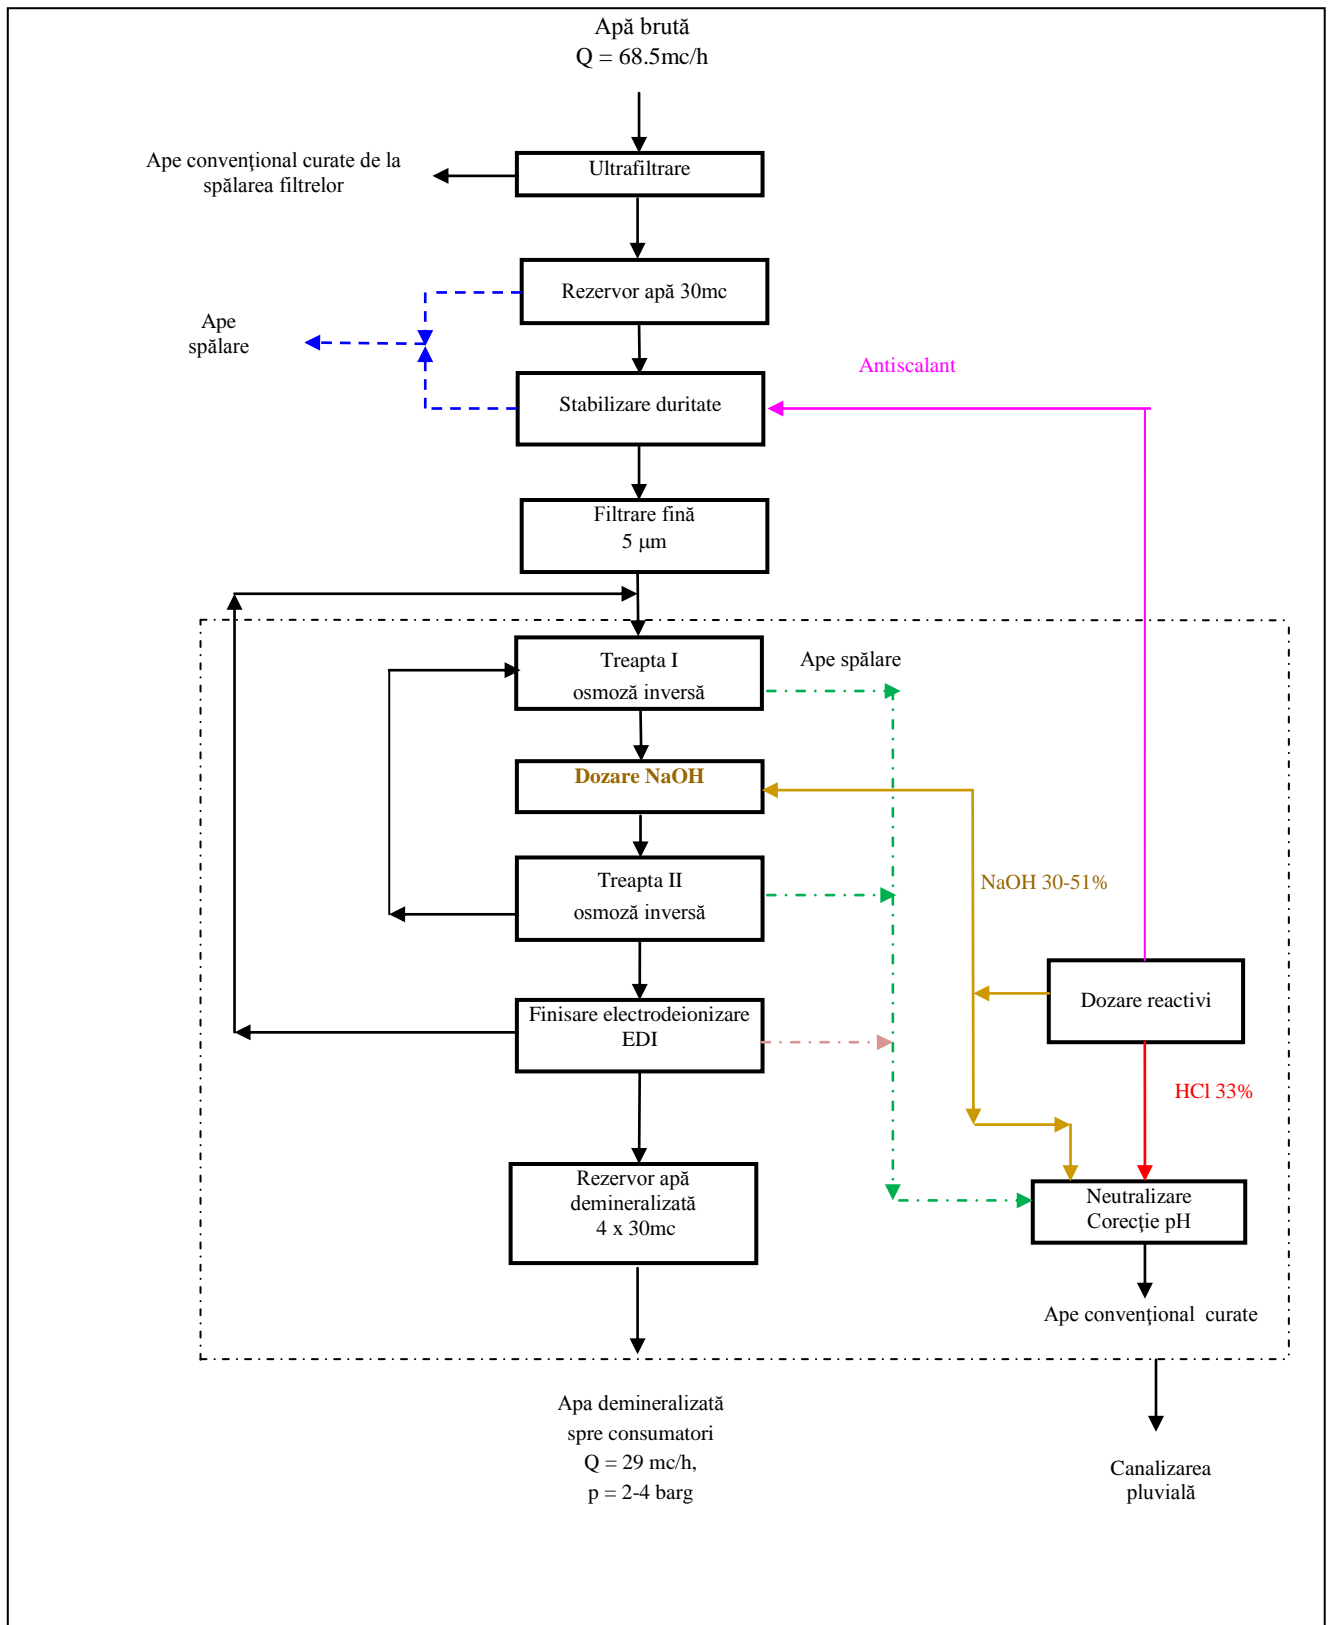 Apă brută
Q = 68.5mc/h
Ape convenţional curate de la
spălarea filtrelor
Ultrafiltrare
Rezervor apă 30mc
Ape
spălare
Antiscalant
Stabilizare duritate
Filtrare fină
5 μm
Treapta I
osmoză inversă
Ape spălare
Dozare NaOH
Treapta II
osmoză inversă
NaOH 30-51%
Finisare electrodeionizare
EDI
Dozare reactivi
HCl 33%
Rezervor apă
demineralizată
4 x 30mc
Neutralizare
Corecţie pH
Ape convenţional  curate
Apa demineralizată
spre consumatori
Q = 29 mc/h,
p = 2-4 barg
Canalizarea
pluvială